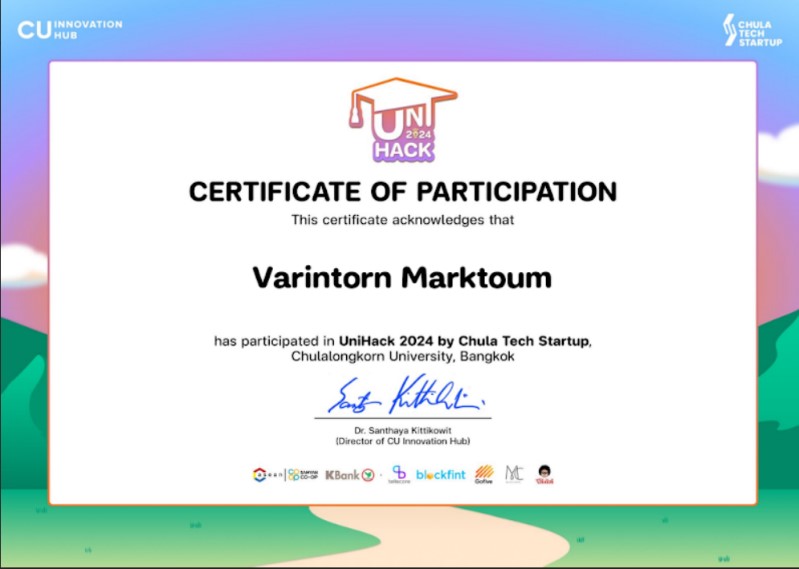 CU INNOVATION
HUB
CHULA
TECH
STARTUP
UNI
2024
HACK
CERTIFICATE OF PARTICIPATION
This certificate acknowledges that
Varintorn Marktoum
has participated in UniHack 2024 by Chula Tech Startup,
Chulalongkorn University, Bangkok
Dr. Santhaya Kittikowit
(Director of CU Innovation Hub)
SAMYAN CO-OP KBank blockfint Gofive